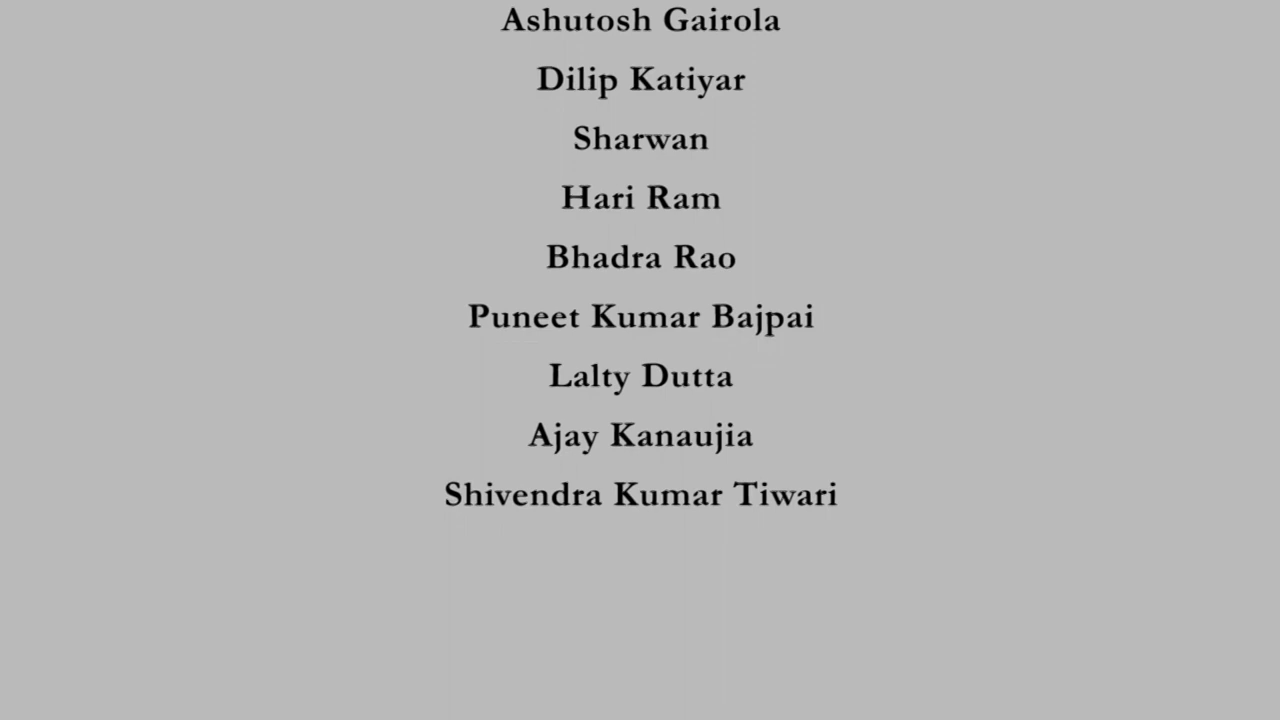 Ashutosh Gairola
Dilip Katiyar
Sharwan
Hari Ram
Bhadra Rao
Puneet Kumar Bajpai
Lalty Dutta
Ajay Kanaujia
Shivendra Kumar Tiwari